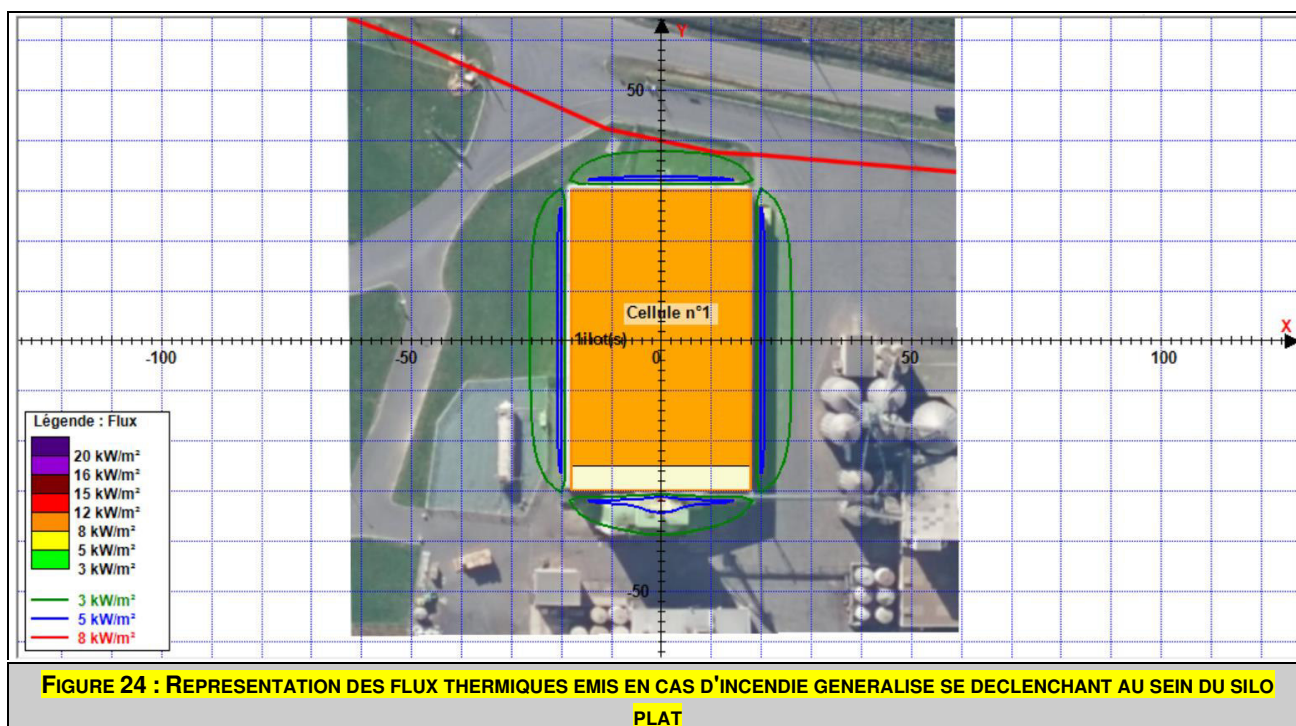 Y
50
Cellule n°1
1ilot(s)
X
-100
-50
0
50
100
-50
Légende : Flux
20 kW/m²
16 kW/m²
15 kW/m²
12 kW/m²
8 kW/m²
5 kW/m²
3 kW/m²
3 kW/m²
5 kW/m²
8 kW/m²
FIGURE 24 : REPRESENTATION DES FLUX THERMIQUES EMIS EN CAS D'INCENDIE GENERALISE SE DECLENCHANT AU SEIN DU SILO
PLAT